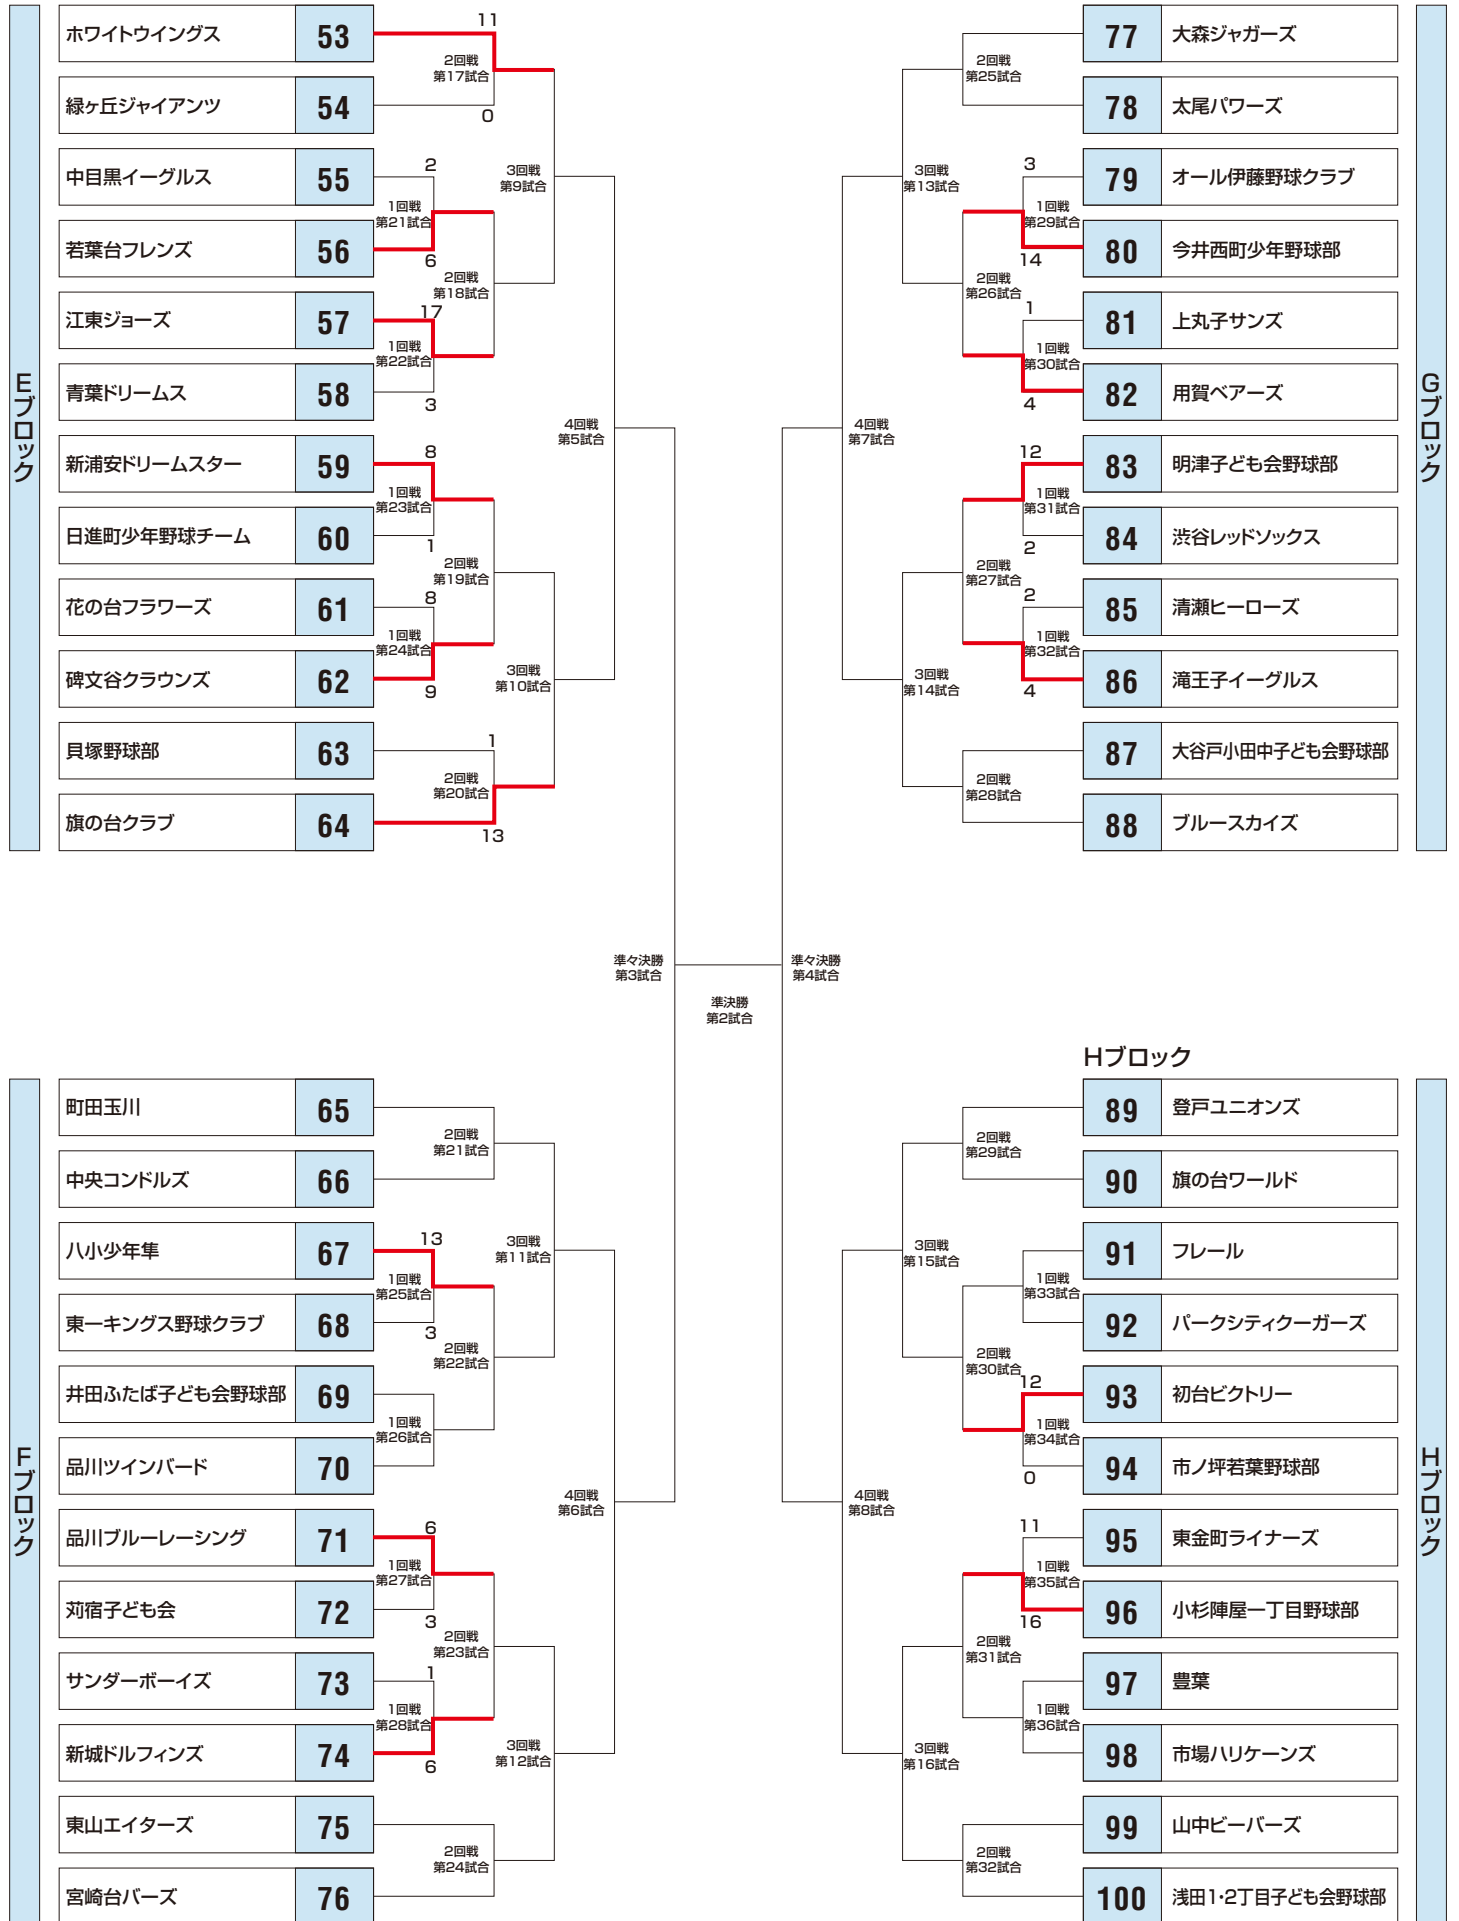 Eブロック
ホワイトウイングス 53
11
2回戦
第17試合
緑ヶ丘ジャイアンツ 54
0
3回戦
第9試合
中目黒イーグルス 55
2
1回戦
第21試合
若葉台フレンズ 56
6
2回戦
第18試合
江東ジョーズ 57
17
1回戦
第22試合
青葉ドリームス 58
3
4回戦
第5試合
新浦安ドリームスター 59
8
1回戦
第23試合
日進町少年野球チーム 60
1
2回戦
第19試合
花の台フラワーズ 61
8
1回戦
第24試合
碑文谷クラウンズ 62
9
3回戦
第10試合
貝塚野球部 63
1
2回戦
第20試合
旗の台クラブ 64
13
Gブロック
77 大森ジャガーズ
2回戦
第25試合
78 太尾パワーズ
3回戦
第13試合
3
79 オール伊藤野球クラブ
1回戦
第29試合
80 今井西町少年野球部
14
2回戦
第26試合
1
81 上丸子サンズ
1回戦
第30試合
82 用賀ベアーズ
4
4回戦
第7試合
12
83 明津子ども会野球部
1回戦
第31試合
84 渋谷レッドソックス
2
2回戦
第27試合
2
85 清瀬ヒーローズ
1回戦
第32試合
86 滝王子イーグルス
4
3回戦
第14試合
87 大谷戸小田中子ども会野球部
2回戦
第28試合
88 ブルースカイズ
準々決勝
第3試合
準決勝
第2試合
準々決勝
第4試合
Fブロック
町田玉川 65
2回戦
第21試合
中央コンドルズ 66
3回戦
第11試合
八小少年隼 67
13
1回戦
第25試合
東一キングス野球クラブ 68
3
2回戦
第22試合
井田ふたば子ども会野球部 69
1回戦
第26試合
品川ツインバード 70
4回戦
第6試合
品川ブルーレーシング 71
6
1回戦
第27試合
苅宿子ども会 72
3
2回戦
第23試合
サンダーボーイズ 73
1
1回戦
第28試合
新城ドルフィンズ 74
6
3回戦
第12試合
東山エイターズ 75
2回戦
第24試合
宮崎台バーズ 76
Hブロック
Hブロック
89 登戸ユニオンズ
2回戦
第29試合
90 旗の台ワールド
3回戦
第15試合
91 フレール
1回戦
第33試合
92 パークシティクーガーズ
2回戦
第30試合
12
93 初台ビクトリー
1回戦
第34試合
94 市ノ坪若葉野球部
0
4回戦
第8試合
11
95 東金町ライナーズ
1回戦
第35試合
96 小杉陣屋一丁目野球部
16
2回戦
第31試合
97 豊葉
1回戦
第36試合
98 市場ハリケーンズ
3回戦
第16試合
99 山中ビーバーズ
2回戦
第32試合
100 浅田1・2丁目子ども会野球部